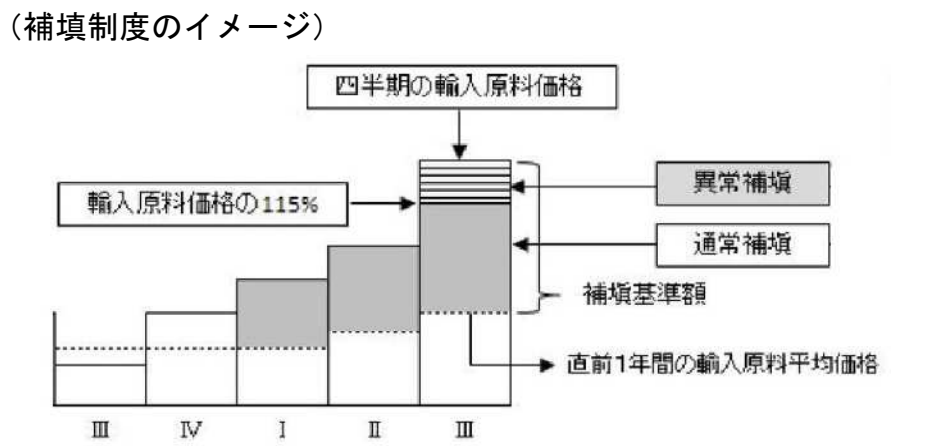 （補填制度のイメージ）
四半期の輸入原料価格
異常補填
輸入原料価格の115%
通常補填
補填基準額
直前1年間の輸入原料平均価格
Ⅲ Ⅳ Ⅰ Ⅱ Ⅲ